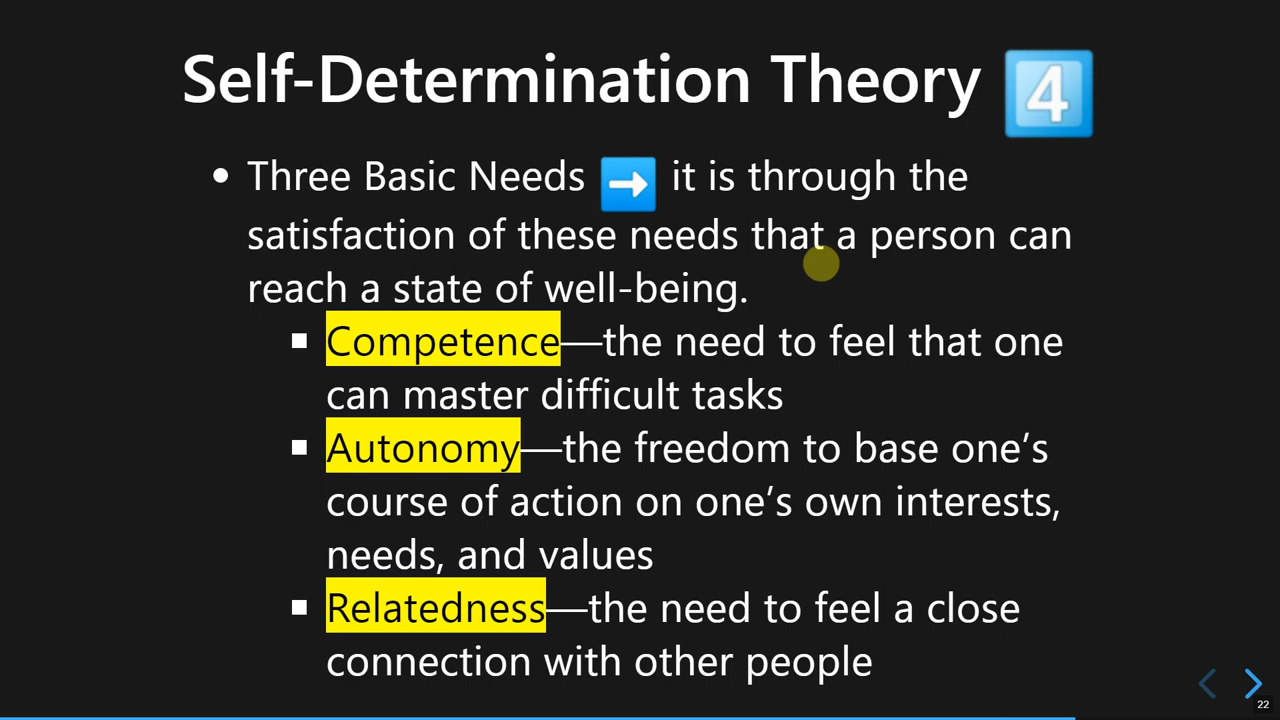 Self-Determination Theory 4️⃣
• Three Basic Needs ➡️ it is through the
satisfaction of these needs that a person can
reach a state of well-being.
▪ Competence—the need to feel that one
can master difficult tasks
▪ Autonomy—the freedom to base one’s
course of action on one’s own interests,
needs, and values
▪ Relatedness—the need to feel a close
connection with other people
22